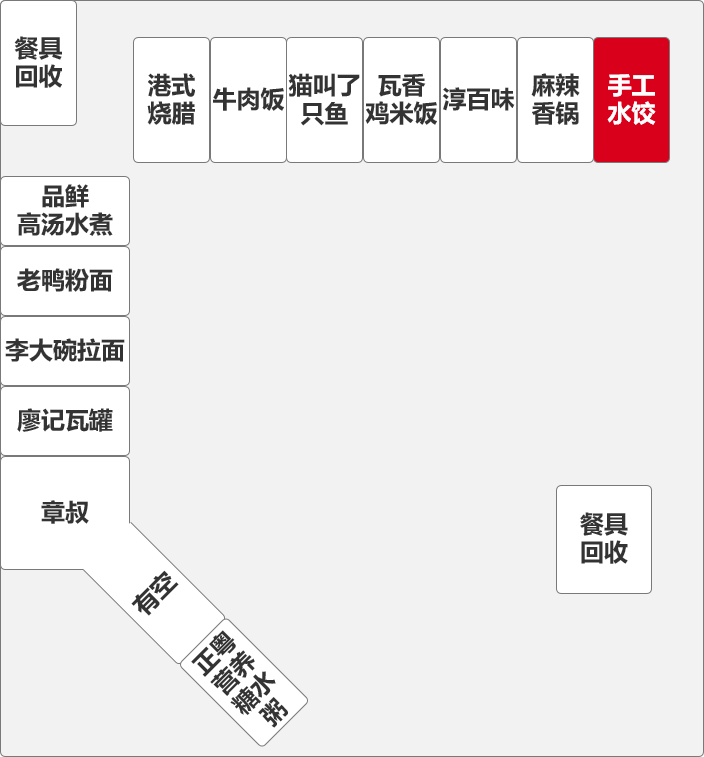 餐具
回收
港式
烧腊
牛肉饭
猫叫了
只鱼
瓦香
鸡米饭
淳百味
麻辣
香锅
手工
水饺
品鲜
高汤水煮
老鸭粉面
李大碗拉面
廖记瓦罐
章叔
有空
正粤
营养
糖水
粥
餐具
回收